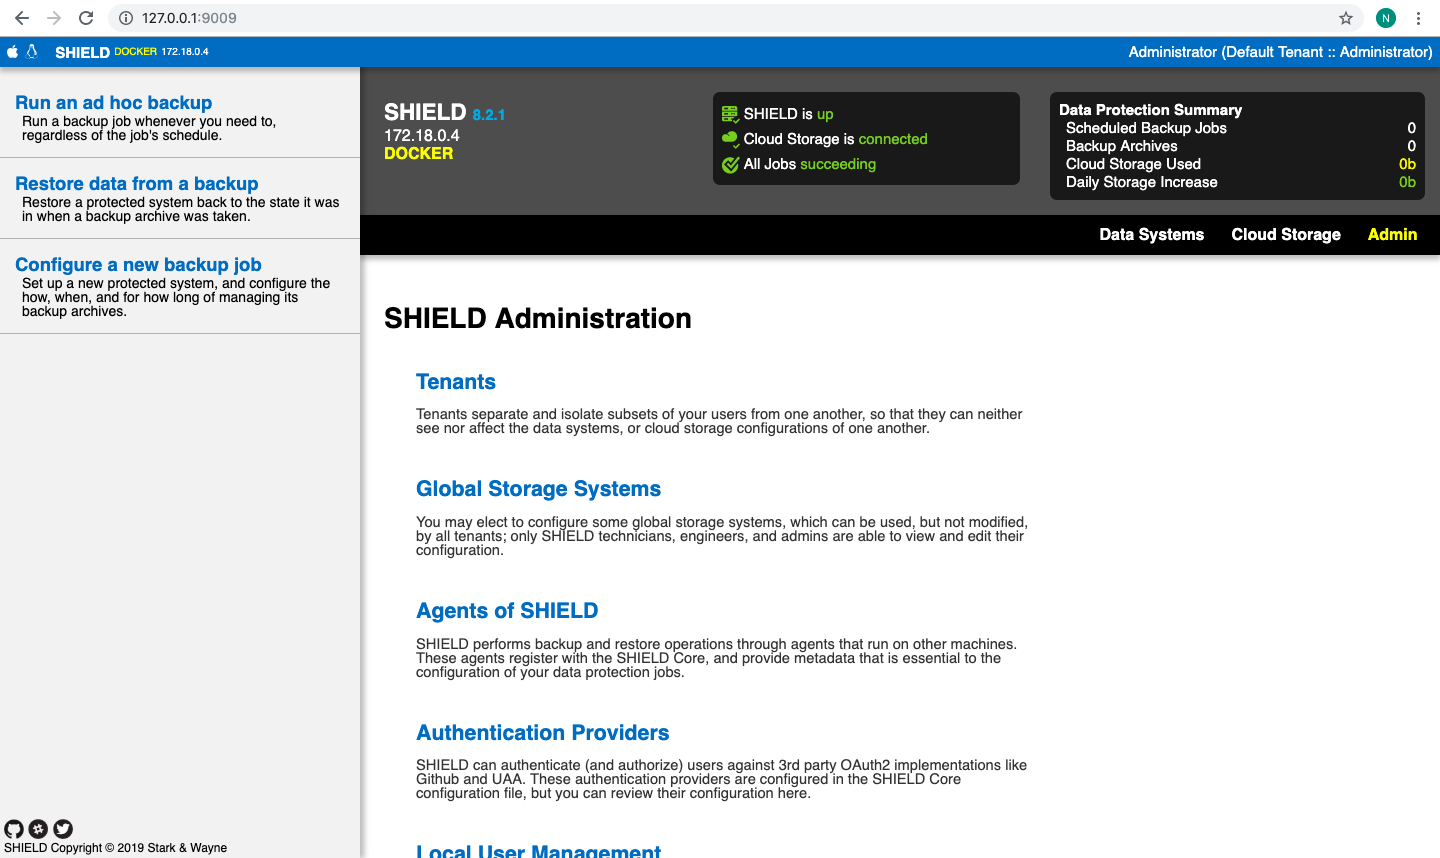 127.0.0.1:9009
N
SHIELD DOCKER 172.18.0.4
Administrator (Default Tenant :: Administrator)
Run an ad hoc backup
Run a backup job whenever you need to,
regardless of the job's schedule.
Restore data from a backup
Restore a protected system back to the state it was
in when a backup archive was taken.
Configure a new backup job
Set up a new protected system, and configure the
how, when, and for how long of managing its
backup archives.
SHIELD 8.2.1
172.18.0.4
DOCKER
SHIELD is up
Cloud Storage is connected
All Jobs succeeding
Data Protection Summary
Scheduled Backup Jobs 0
Backup Archives 0
Cloud Storage Used 0b
Daily Storage Increase 0b
Data Systems Cloud Storage Admin
SHIELD Administration
Tenants
Tenants separate and isolate subsets of your users from one another, so that they can neither
see nor affect the data systems, or cloud storage configurations of one another.
Global Storage Systems
You may elect to configure some global storage systems, which can be used, but not modified,
by all tenants; only SHIELD technicians, engineers, and admins are able to view and edit their
configuration.
Agents of SHIELD
SHIELD performs backup and restore operations through agents that run on other machines.
These agents register with the SHIELD Core, and provide metadata that is essential to the
configuration of your data protection jobs.
Authentication Providers
SHIELD can authenticate (and authorize) users against 3rd party OAuth2 implementations like
Github and UAA. These authentication providers are configured in the SHIELD Core
configuration file, but you can review their configuration here.
Local User Management
SHIELD Copyright © 2019 Stark & Wayne